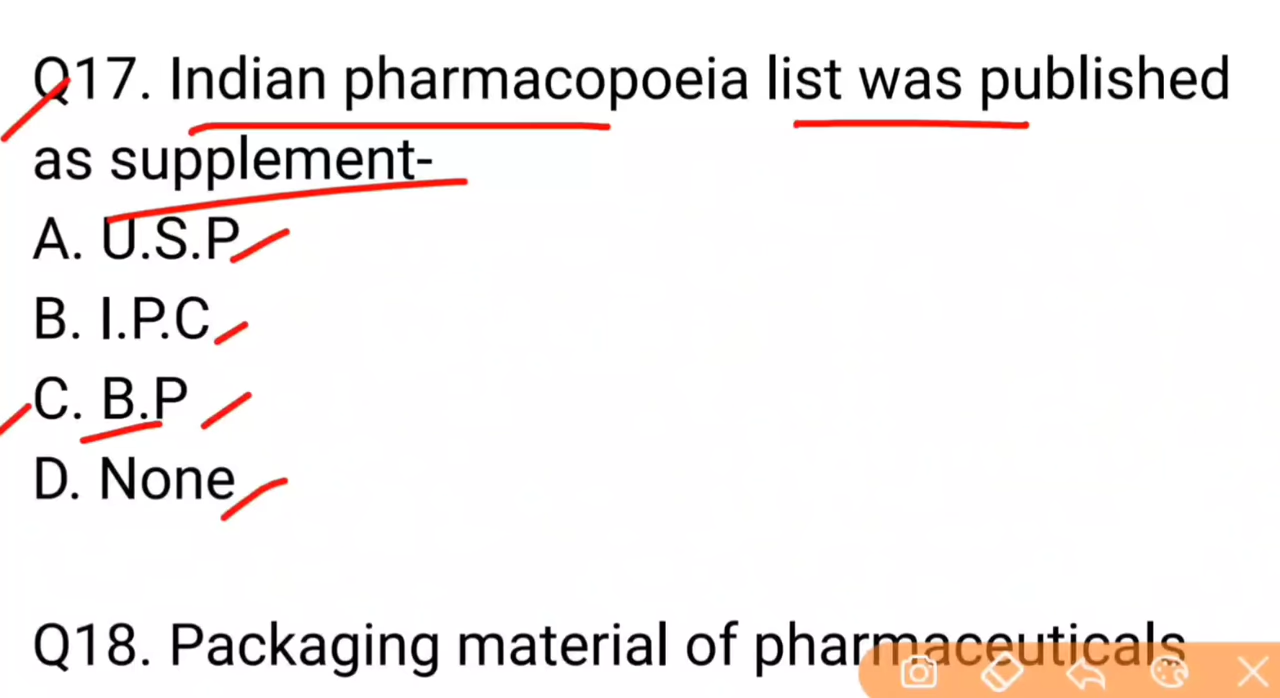 Q17. Indian pharmacopoeia list was published
as supplement-
A. U.S.P
B. I.P.C
C. B.P
D. None
Q18. Packaging material of pharmaceuticals